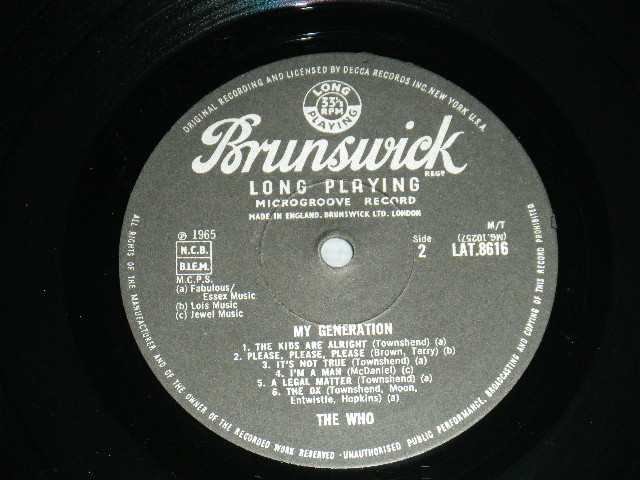 ORIGINAL RECORDING AND LICENSED BY DECCA RECORDS INC. NEW YORK U.S.A.
LONG
33⅓
RPM
PLAYING
Brunswick
REGD
LONG PLAYING
MICROGROOVE RECORD
MADE IN ENGLAND. BRUNSWICK LTD. LONDON
℗ 1965
N.C.B.
B.I.E.M.
M.C.P.S.
(a) Fabulous/
Essex Music
(b) Lois Music
(c) Jewel Music
Side
2
M/T
(MG.10257)
LAT.8616
MY GENERATION
1. THE KIDS ARE ALRIGHT (Townshend) (a)
2. PLEASE, PLEASE, PLEASE (Brown, Terry) (b)
3. IT'S NOT TRUE (Townshend) (a)
4. I'M A MAN (McDaniel) (c)
5. A LEGAL MATTER (Townshend) (a)
6. THE OX (Townshend, Moon,
Entwistle, Hopkins) (a)
THE WHO
ALL RIGHTS OF THE MANUFACTURER AND OF THE OWNER OF THE RECORDED WORK RESERVED - UNAUTHORISED PUBLIC PERFORMANCE, BROADCASTING AND COPYING OF THIS RECORD PROHIBITED